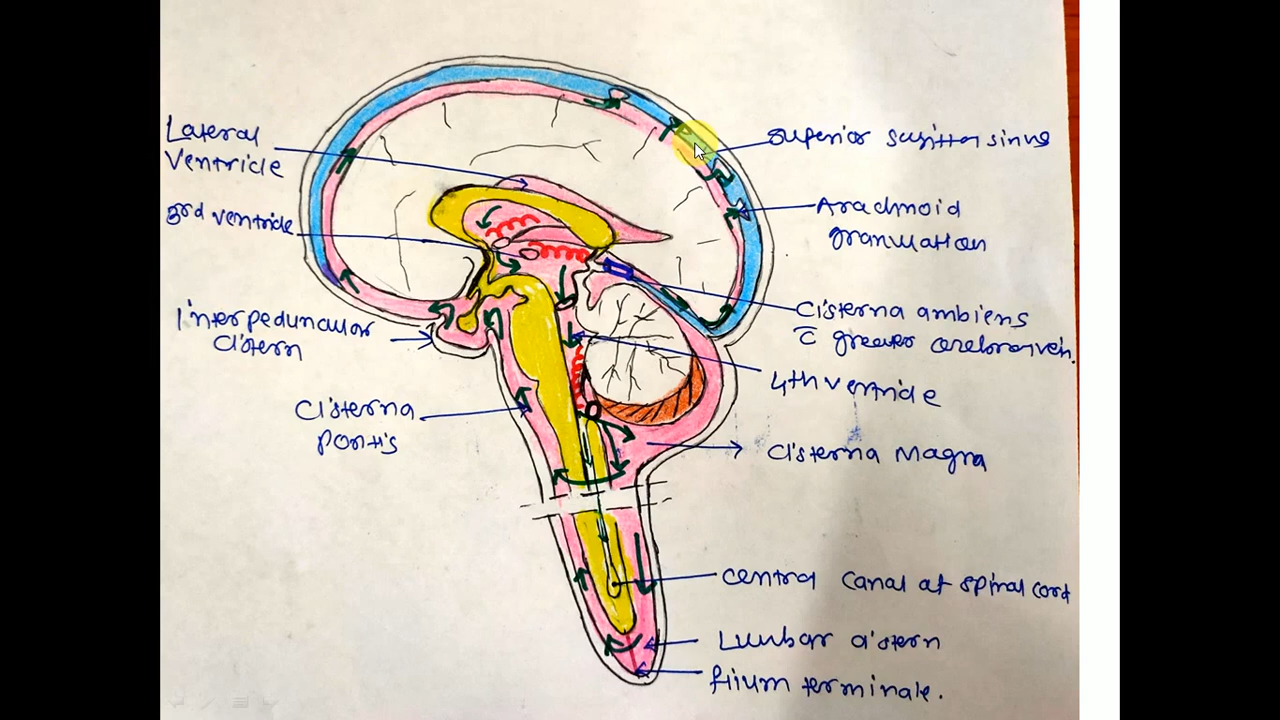 Lateral
Ventricle
3rd ventricle
Interpeduncular
Cistern
Cisterna
Pontis
Superior sagittal sinus
Arachnoid
granulation
Cisterna ambiens
c̄ greater cerebral vein.
4th ventricle
Cisterna Magna
Central canal of spinal cord
Lumbar cistern
filium terminale.